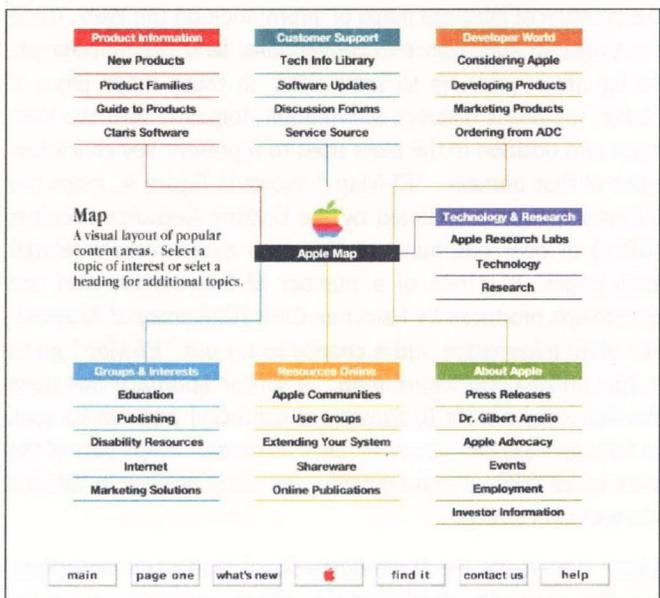 Product Information
New Products
Product Families
Guide to Products
Claris Software
Customer Support
Tech Info Library
Software Updates
Discussion Forums
Service Source
Developer World
Considering Apple
Developing Products
Marketing Products
Ordering from ADC
Map
A visual layout of popular
content areas. Select a
topic of interest or selet a
heading for additional topics.
Apple Map
Technology & Research
Apple Research Labs
Technology
Research
Groups & Interests
Education
Publishing
Disability Resources
Internet
Marketing Solutions
Resources Online
Apple Communities
User Groups
Extending Your System
Shareware
Online Publications
About Apple
Press Releases
Dr. Gilbert Amelio
Apple Advocacy
Events
Employment
Investor Information
main
page one
what's new
find it
contact us
help